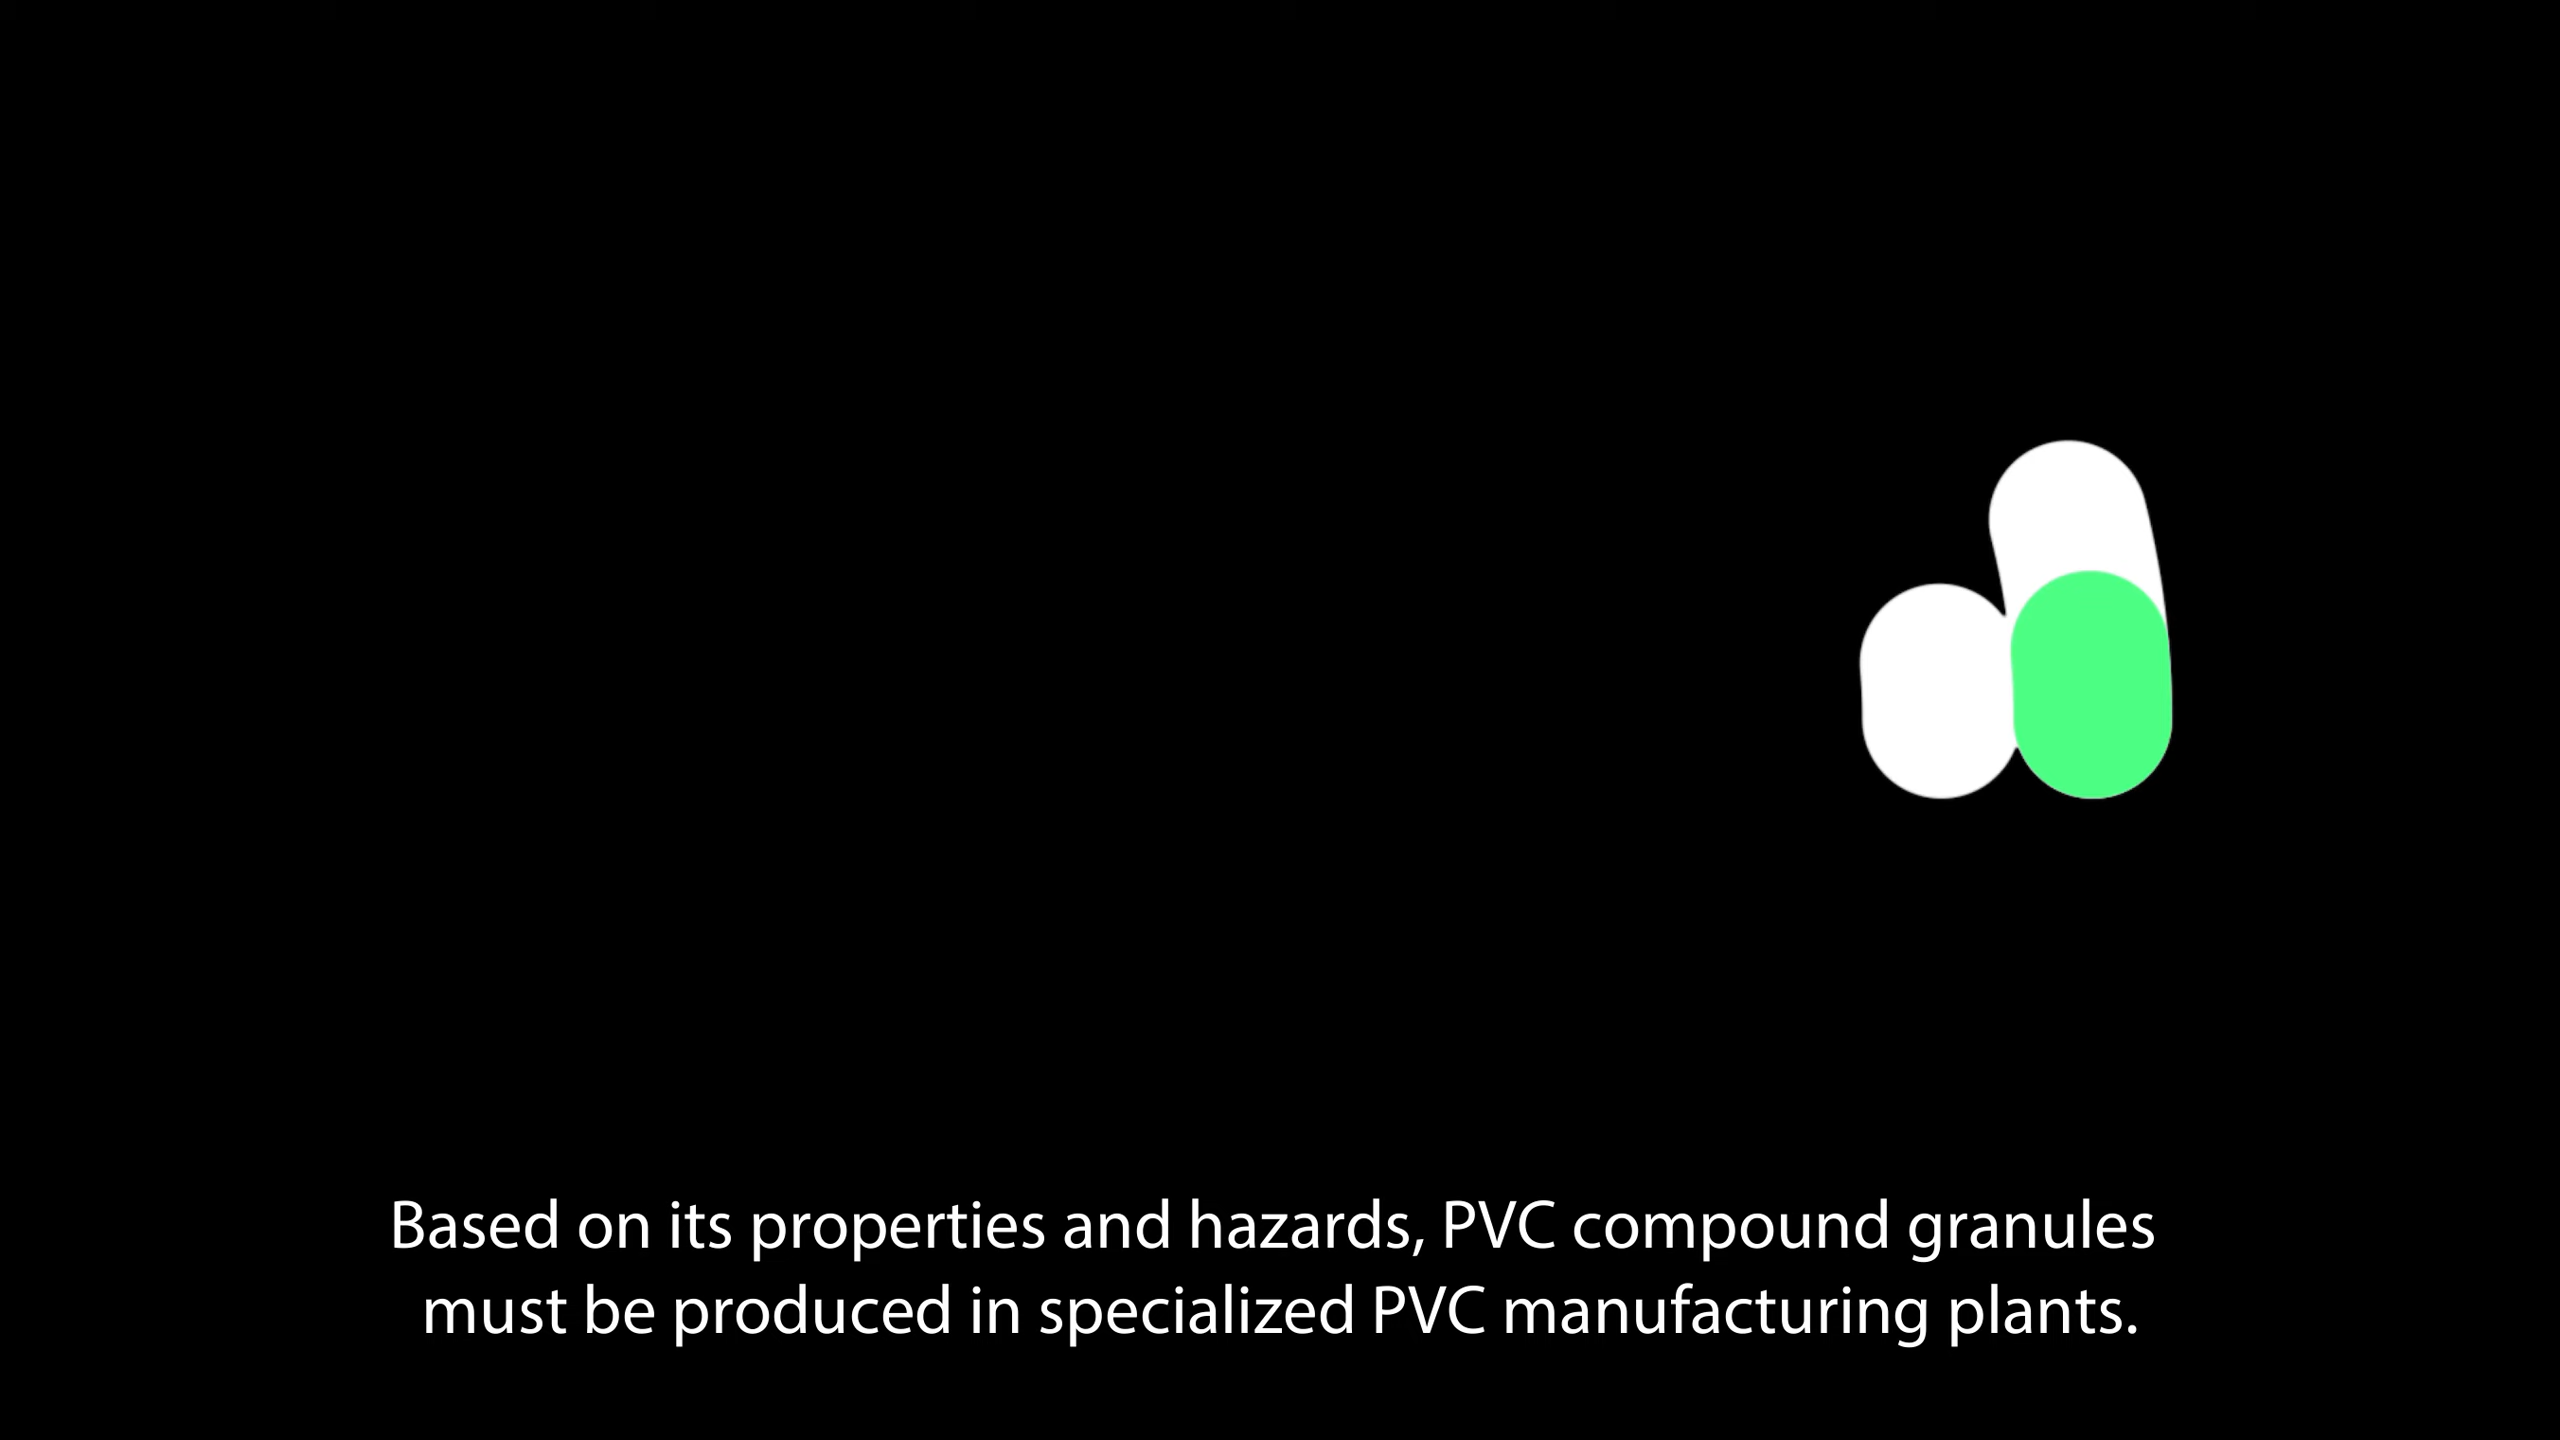 Based on its properties and hazards, PVC compound granules
must be produced in specialized PVC manufacturing plants.